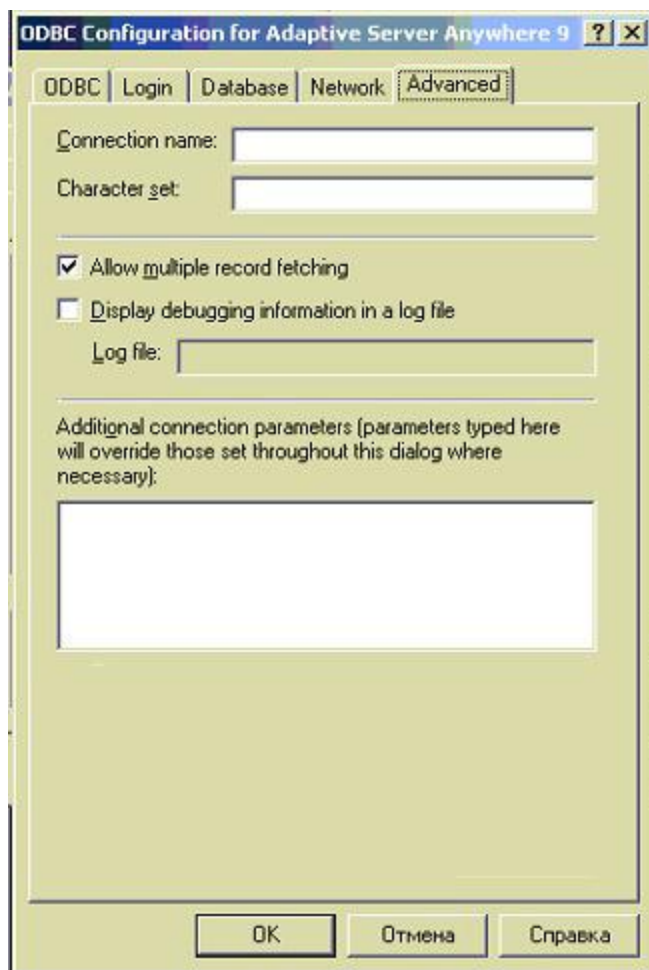 ODBC Configuration for Adaptive Server Anywhere 9
ODBC Login Database Network Advanced
Connection name:
Character set:
Allow multiple record fetching
Display debugging information in a log file
Log file:
Additional connection parameters (parameters typed here
will override those set throughout this dialog where
necessary):
OK Отмена Справка